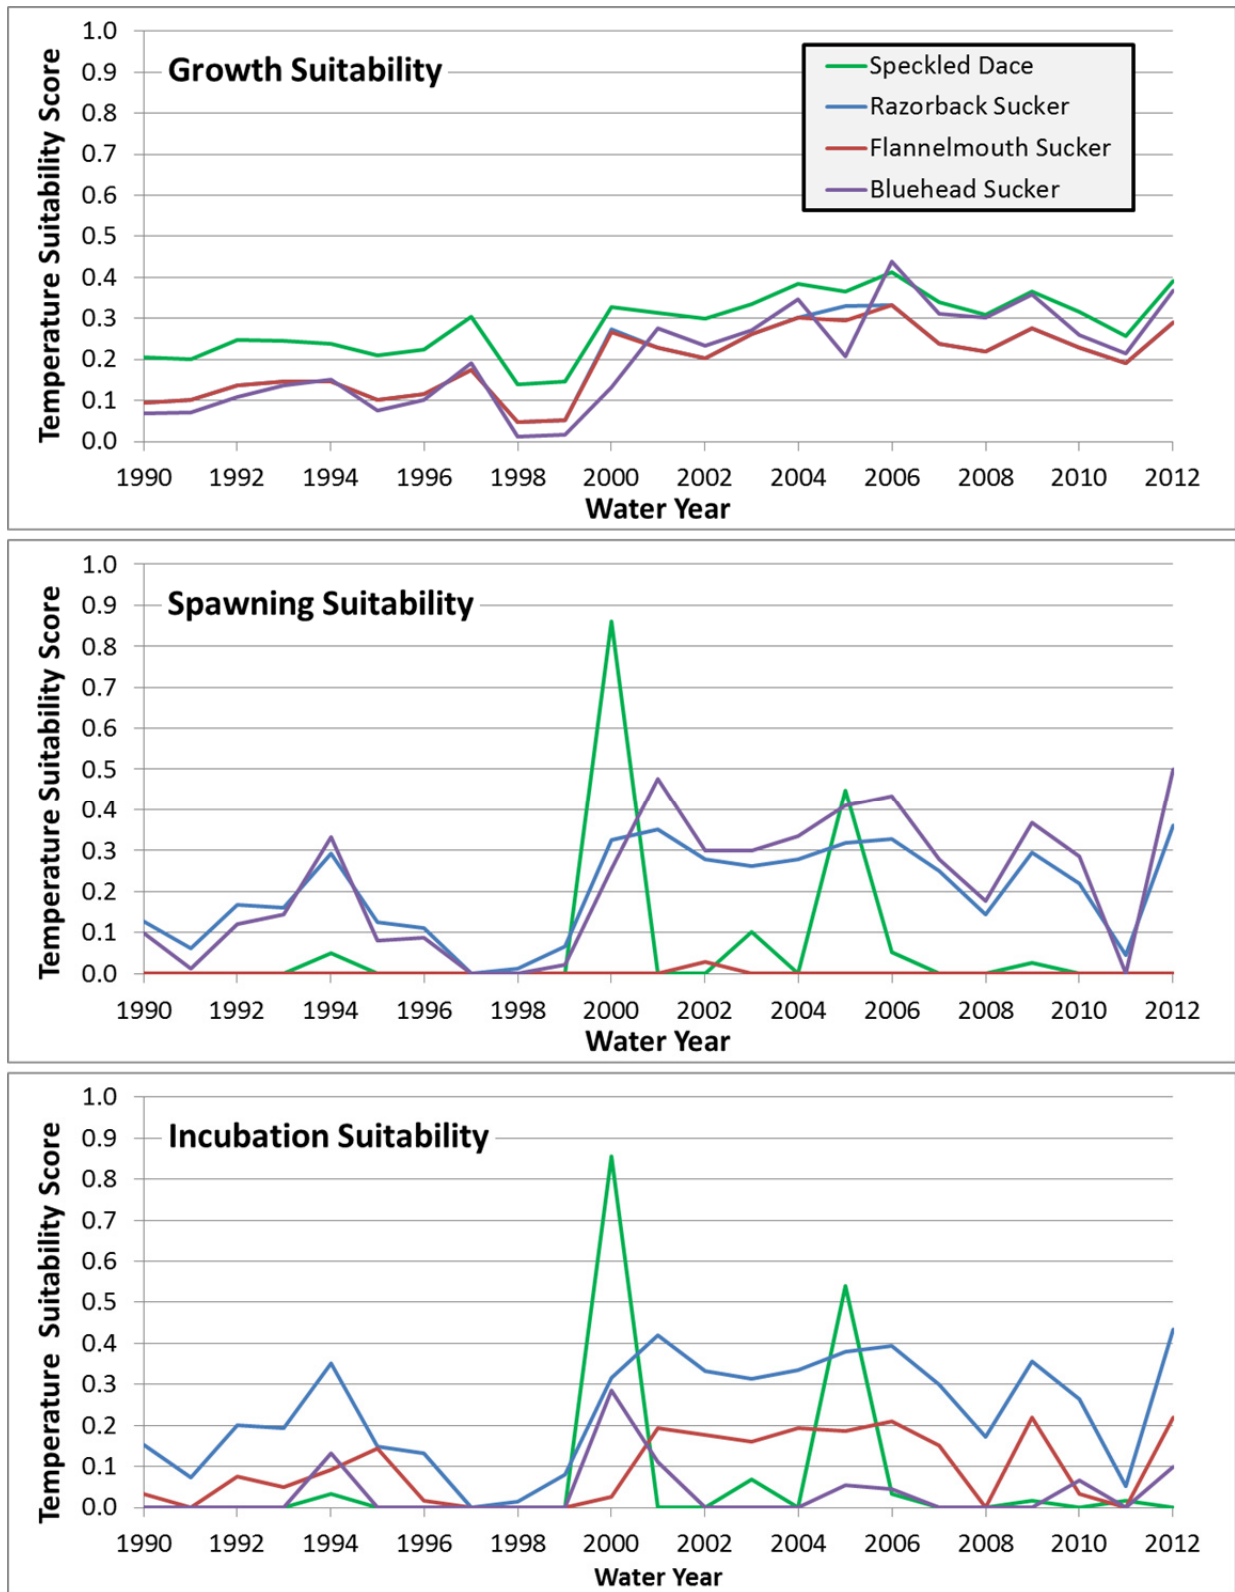 Growth Suitability
Speckled Dace
Razorback Sucker
Flannelmouth Sucker
Bluehead Sucker
Temperature Suitability Score
1.0
0.9
0.8
0.7
0.6
0.5
0.4
0.3
0.2
0.1
0.0
1990 1992 1994 1996 1998 2000 2002 2004 2006 2008 2010 2012
Water Year
Spawning Suitability
Temperature Suitability Score
1.0
0.9
0.8
0.7
0.6
0.5
0.4
0.3
0.2
0.1
0.0
1990 1992 1994 1996 1998 2000 2002 2004 2006 2008 2010 2012
Water Year
Incubation Suitability
Temperature Suitability Score
1.0
0.9
0.8
0.7
0.6
0.5
0.4
0.3
0.2
0.1
0.0
1990 1992 1994 1996 1998 2000 2002 2004 2006 2008 2010 2012
Water Year